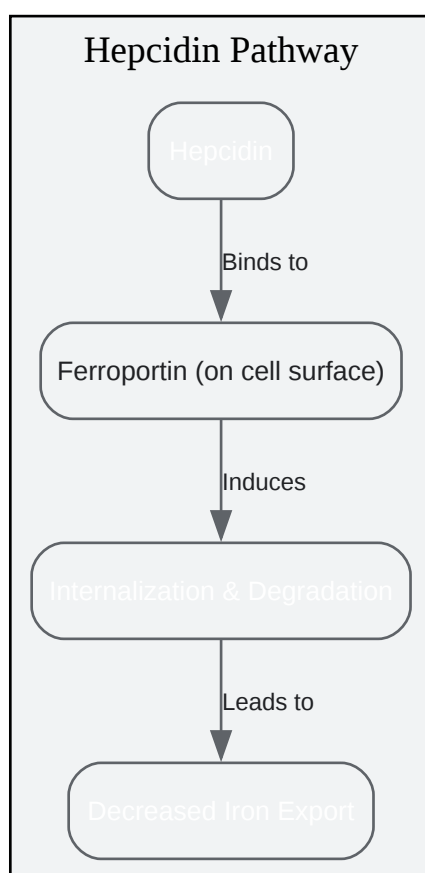 Hepcidin Pathway
Hepcidin
Binds to
Ferroportin (on cell surface)
Induces
Internalization & Degradation
Leads to
Decreased Iron Export